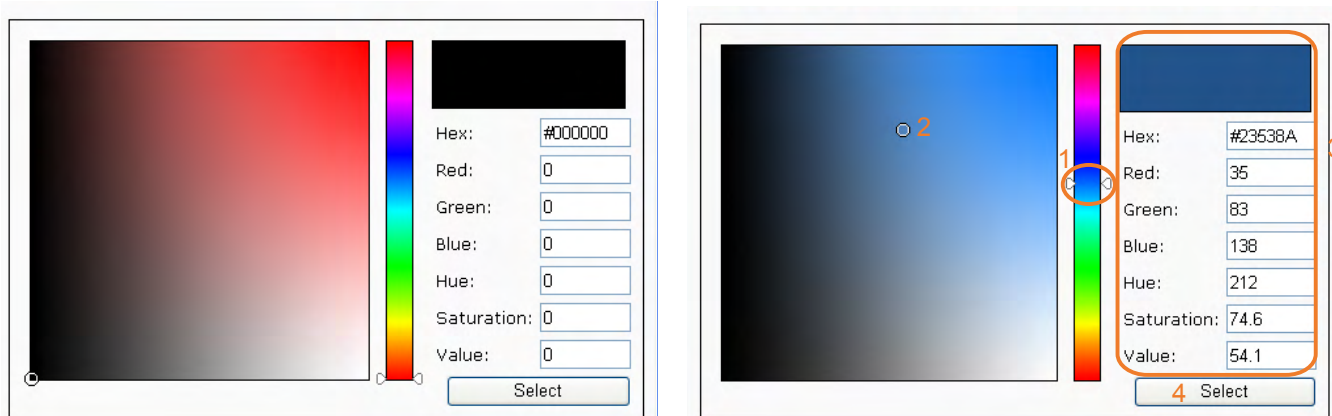 Hex: #000000
Red: 0
Green: 0
Blue: 0
Hue: 0
Saturation: 0
Value: 0
Select
2
1
Hex: #23538A
Red: 35
Green: 83
Blue: 138
Hue: 212
Saturation: 74.6
Value: 54.1
4 Select